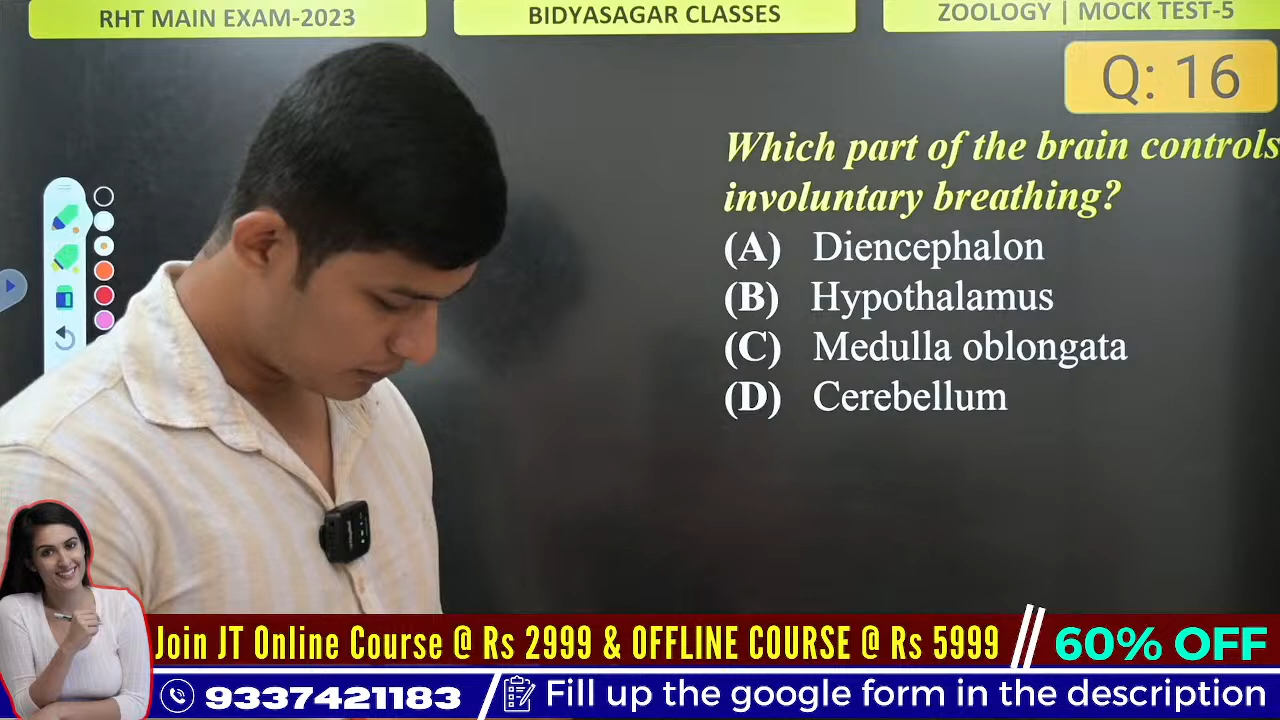 RHT MAIN EXAM-2023
BIDYASAGAR CLASSES
ZOOLOGY | MOCK TEST-5
Q: 16
Which part of the brain controls
involuntary breathing?
(A) Diencephalon
(B) Hypothalamus
(C) Medulla oblongata
(D) Cerebellum
Join JT Online Course @ Rs 2999 & OFFLINE COURSE @ Rs 5999 // 60% OFF
9337421183 / Fill up the google form in the description